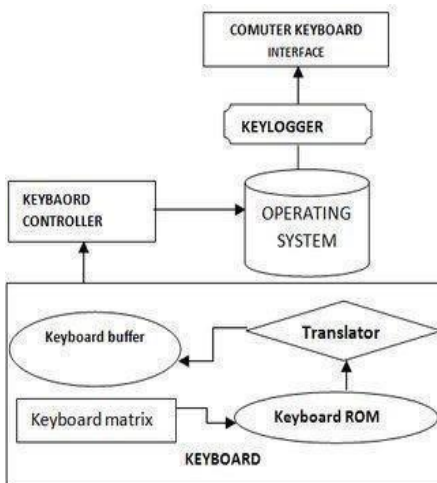 COMUTER KEYBOARD
INTERFACE
KEYLOGGER
KEYBAORD
CONTROLLER
OPERATING
SYSTEM
Keyboard buffer
Translator
Keyboard matrix
Keyboard ROM
KEYBOARD